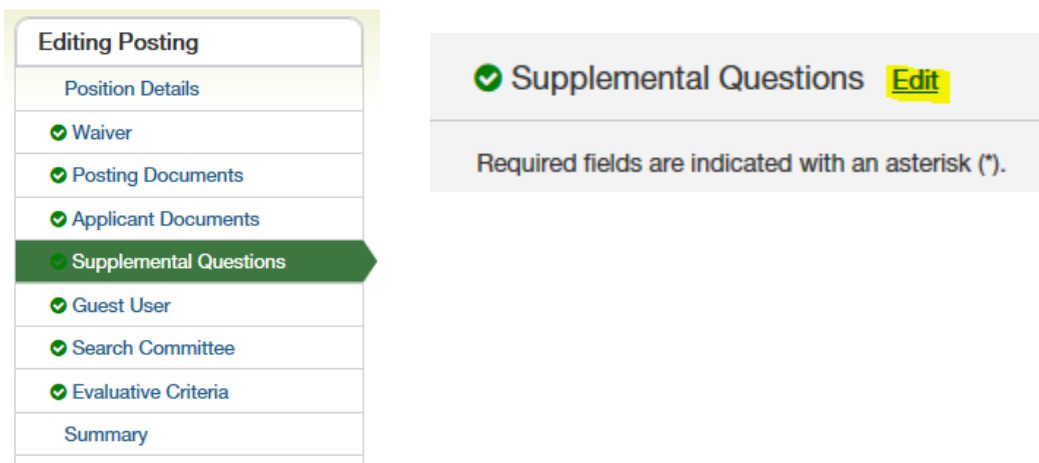 Editing Posting
Position Details
Waiver
Posting Documents
Applicant Documents
Supplemental Questions
Guest User
Search Committee
Evaluative Criteria
Summary
Supplemental Questions Edit
Required fields are indicated with an asterisk (*).